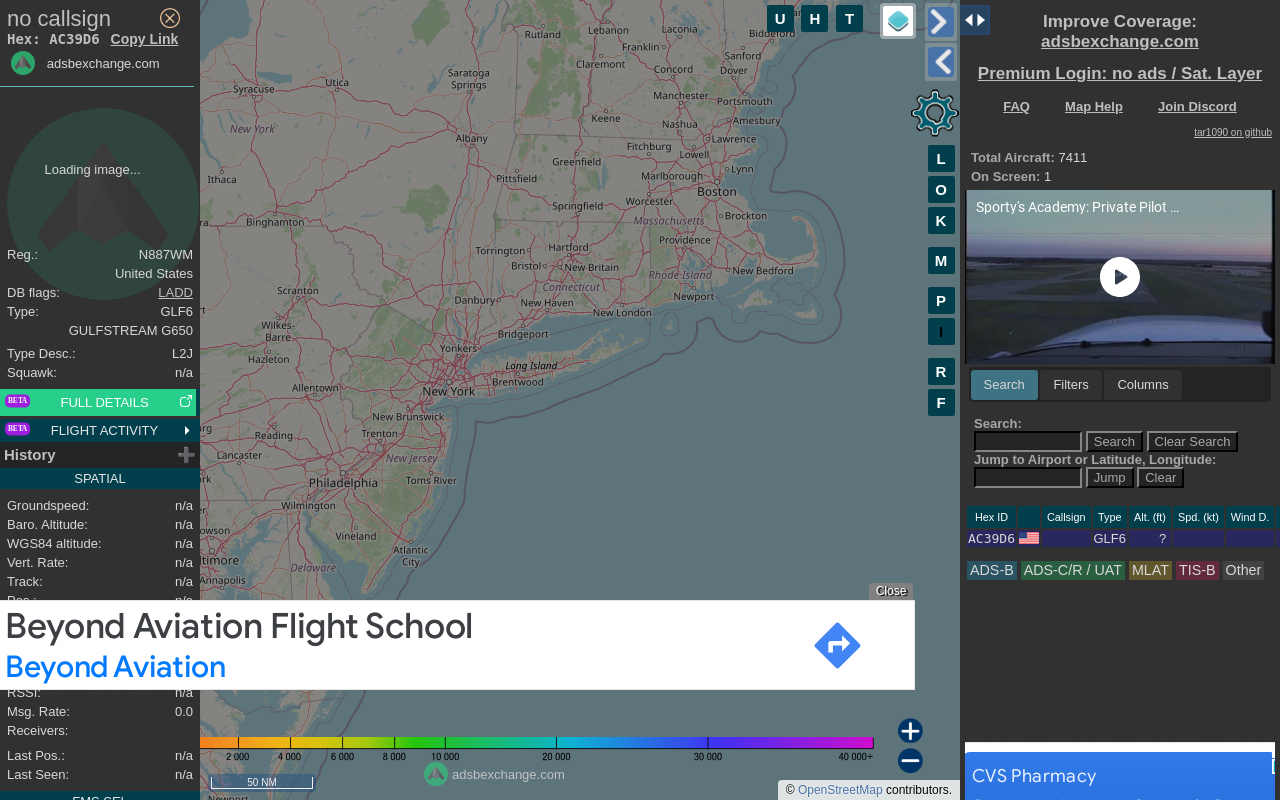 no callsign
Hex: AC39D6 Copy Link
adsbexchange.com
Loading image...
Reg.: N887WM
United States
DB flags: LADD
Type: GLF6
GULFSTREAM G650
Type Desc.: L2J
Squawk: n/a
BETA FULL DETAILS
BETA FLIGHT ACTIVITY
History
SPATIAL
Groundspeed: n/a
Baro. Altitude: n/a
WGS84 altitude: n/a
Vert. Rate: n/a
Track: n/a
Pos.: n/a
RSSI: n/a
Msg. Rate: 0.0
Receivers:
Last Pos.: n/a
Last Seen: n/a
FMS SEL
U H T
L
O
K
M
P
I
R
F
Rutland
Lebanon
Laconia
Biddeford
Franklin
Sanford
Claremont
Concord
Dover
Saratoga
Springs
Utica
Syracuse
Manchester
Portsmouth
Keene
Amesbury
New York
Nashua
Albany
Lawrence
Fitchburg
Lowell
Greenfield
Lynn
Ithaca
Pittsfield
Marlborough
Boston
Worcester
Springfield
Massachusetts
Brockton
Binghamton
Providence
Torrington
Hartford
Bristol
New Britain
New Bedford
Rhode Island
Connecticut
Scranton
Danbury
New Haven
Newport
New London
Wilkes-
Barre
Bridgeport
Yonkers
Hazleton
Long Island
Brentwood
Allentown
New York
New Brunswick
Reading
Trenton
Lancaster
New Jersey
Philadelphia
Toms River
Wilmington
Vineland
Atlantic
City
Annapolis
Delaware
Close
Beyond Aviation Flight School
Beyond Aviation
2 000 4 000 6 000 8 000 10 000 20 000 30 000 40 000+
adsbexchange.com
50 NM
Newport
© OpenStreetMap contributors.
Improve Coverage:
adsbexchange.com
Premium Login: no ads / Sat. Layer
FAQ Map Help Join Discord
tar1090 on github
Total Aircraft: 7411
On Screen: 1
Sporty's Academy: Private Pilot ...
Search Filters Columns
Search:
Search Clear Search
Jump to Airport or Latitude, Longitude:
Jump Clear
Hex ID Callsign Type Alt. (ft) Spd. (kt) Wind D.
AC39D6 GLF6 ?
ADS-B ADS-C/R / UAT MLAT TIS-B Other
CVS Pharmacy